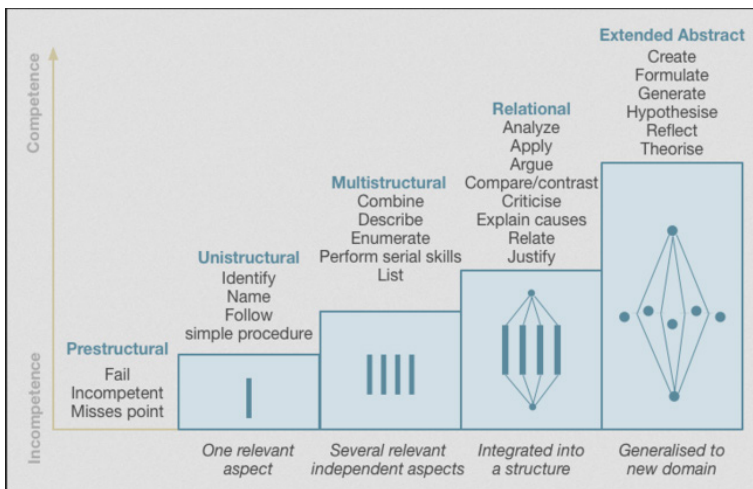 Competence
Incompetence
Prestructural
Fail
Incompetent
Misses point
Unistructural
Identify
Name
Follow
simple procedure
One relevant
aspect
Multistructural
Combine
Describe
Enumerate
Perform serial skills
List
Several relevant
independent aspects
Relational
Analyze
Apply
Argue
Compare/contrast
Criticise
Explain causes
Relate
Justify
Integrated into
a structure
Extended Abstract
Create
Formulate
Generate
Hypothesise
Reflect
Theorise
Generalised to
new domain